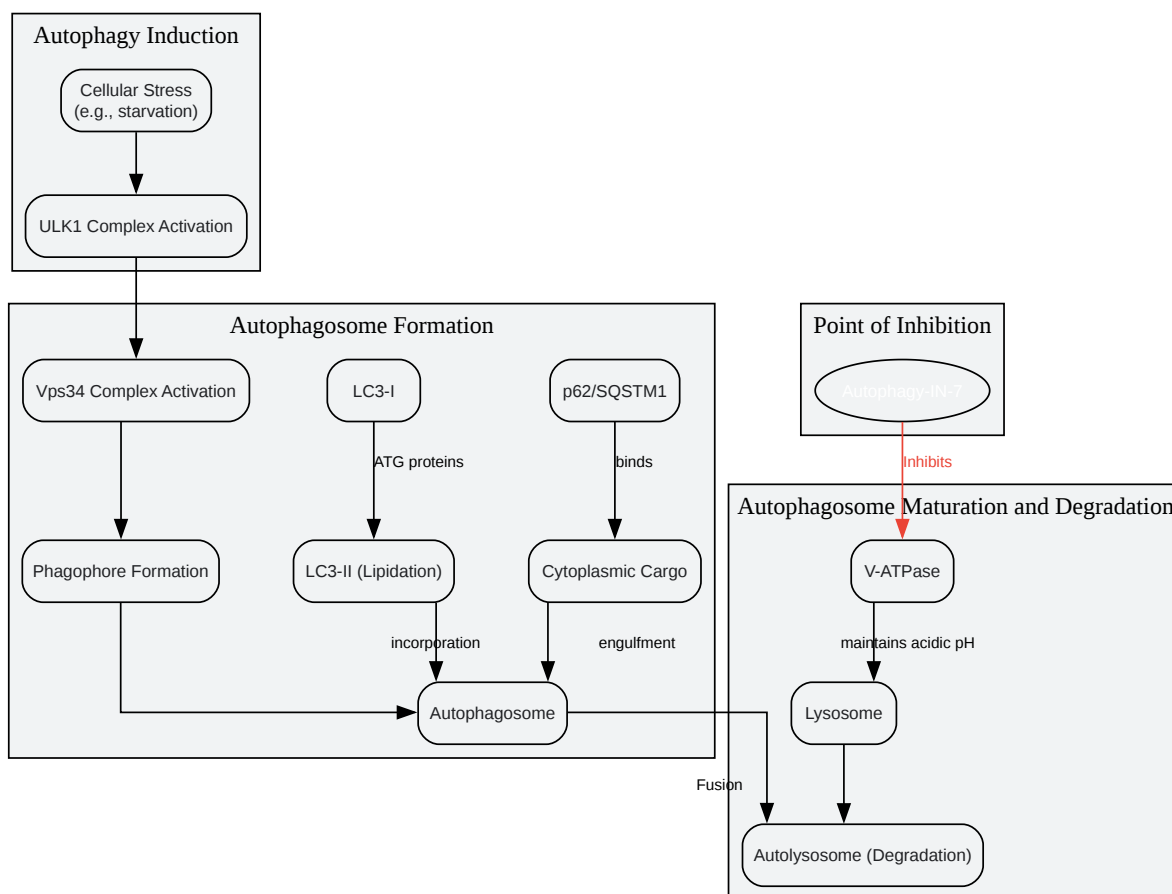 Autophagy Induction
Cellular Stress
(e.g., starvation)
ULK1 Complex Activation
Autophagosome Formation
Vps34 Complex Activation
LC3-I
p62/SQSTM1
ATG proteins
binds
Phagophore Formation
LC3-II (Lipidation)
Cytoplasmic Cargo
incorporation
engulfment
Autophagosome
Point of Inhibition
Autophagy-IN-7
Inhibits
Autophagosome Maturation and Degradation
V-ATPase
maintains acidic pH
Lysosome
Fusion
Autolysosome (Degradation)